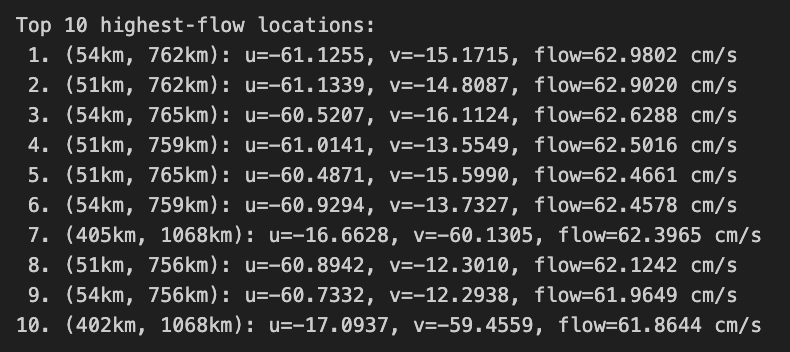 Top 10 highest-flow locations:
 1. (54km, 762km): u=-61.1255, v=-15.1715, flow=62.9802 cm/s
 2. (51km, 762km): u=-61.1339, v=-14.8087, flow=62.9020 cm/s
 3. (54km, 765km): u=-60.5207, v=-16.1124, flow=62.6288 cm/s
 4. (51km, 759km): u=-61.0141, v=-13.5549, flow=62.5016 cm/s
 5. (51km, 765km): u=-60.4871, v=-15.5990, flow=62.4661 cm/s
 6. (54km, 759km): u=-60.9294, v=-13.7327, flow=62.4578 cm/s
 7. (405km, 1068km): u=-16.6628, v=-60.1305, flow=62.3965 cm/s
 8. (51km, 756km): u=-60.8942, v=-12.3010, flow=62.1242 cm/s
 9. (54km, 756km): u=-60.7332, v=-12.2938, flow=61.9649 cm/s
10. (402km, 1068km): u=-17.0937, v=-59.4559, flow=61.8644 cm/s